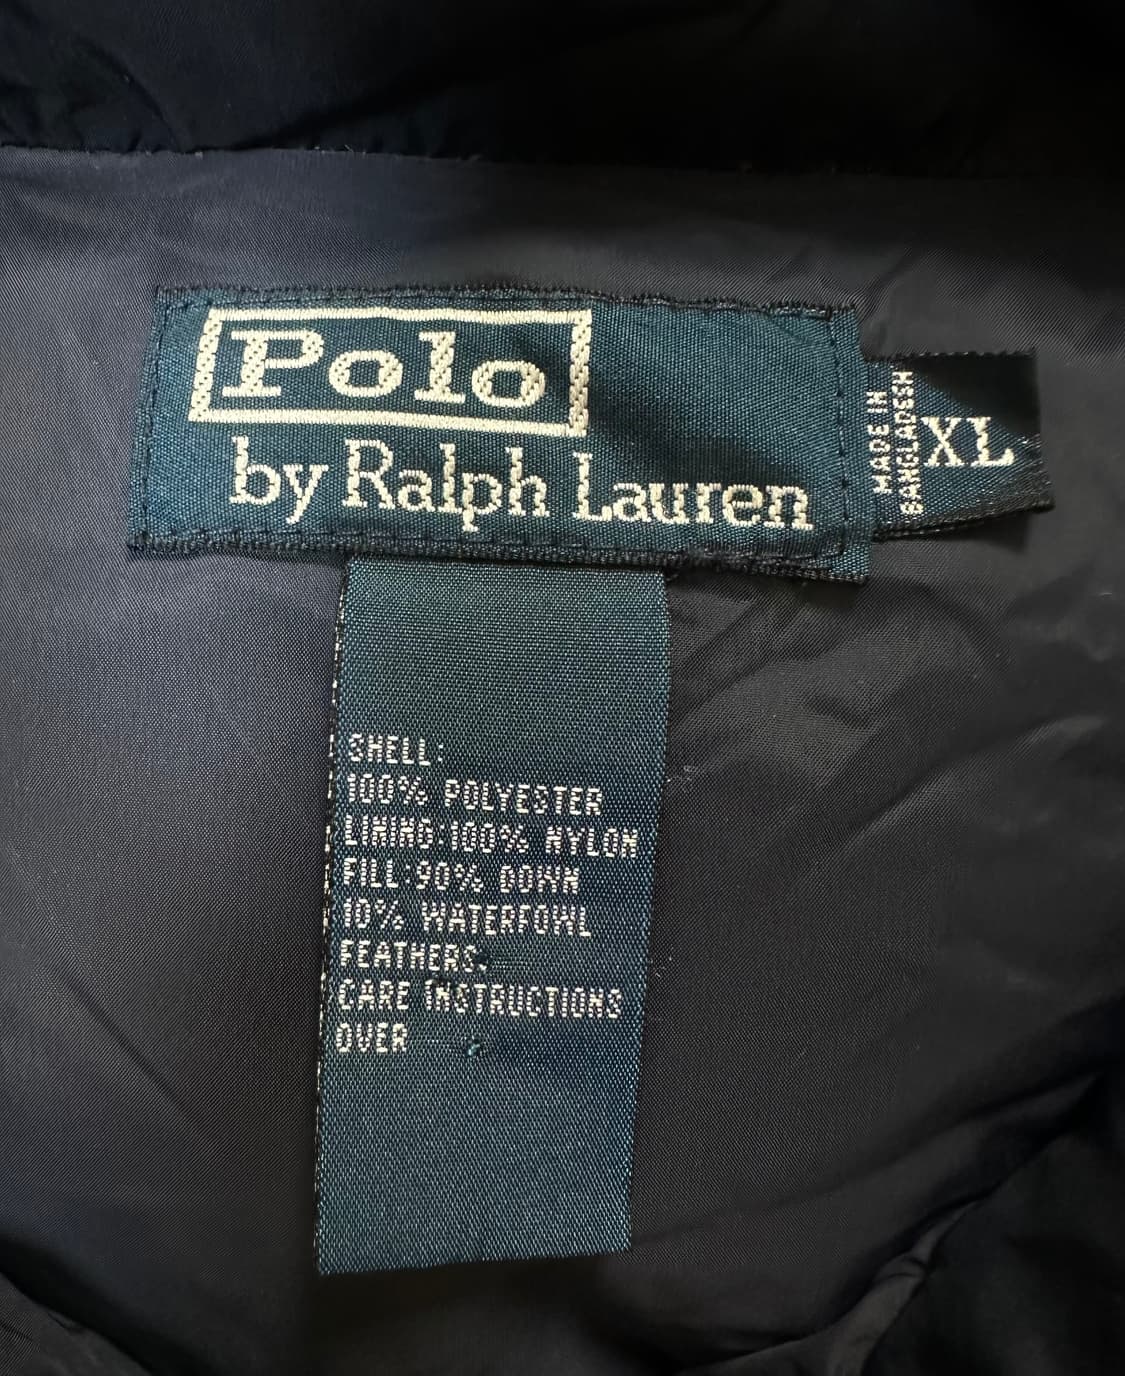 Polo
by Ralph Lauren
MADE IN
BANGLADESH
XL
SHELL:
100% POLYESTER
LINING:100% NYLON
FILL:90% DOWN
10% WATERFOWL
FEATHERS.
CARE INSTRUCTIONS
OVER